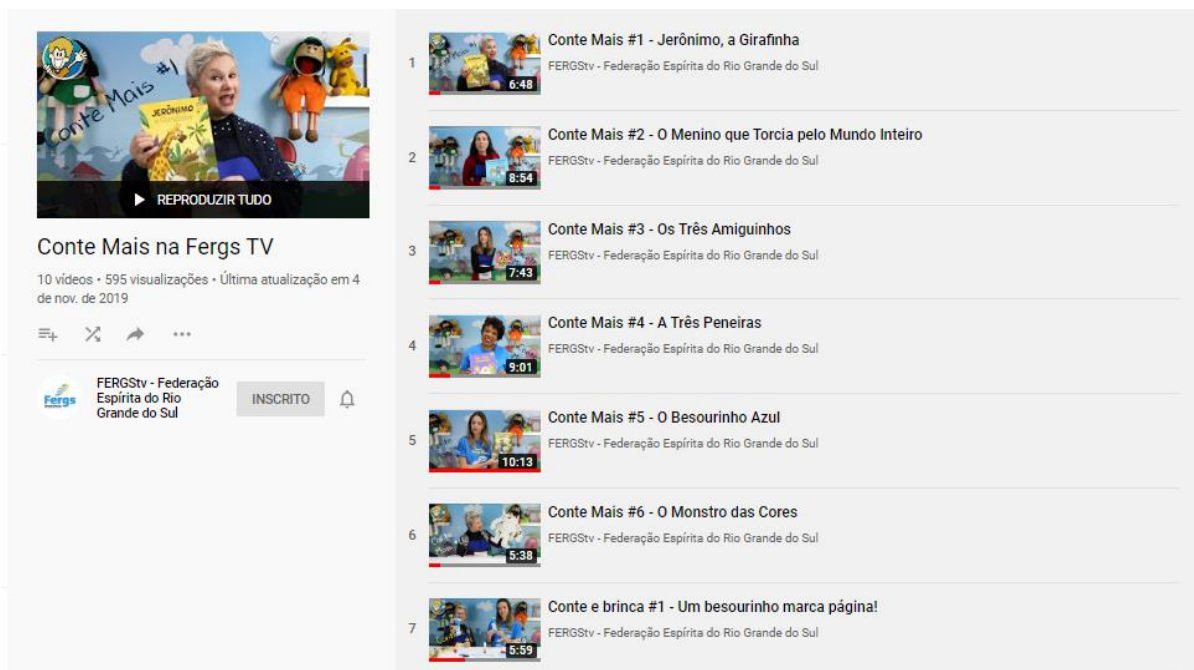 Conte Mais #1
JERÔNIMO
REPRODUZIR TUDO
Conte Mais na Fergs TV
10 vídeos • 595 visualizações • Última atualização em 4
de nov. de 2019
Fergs
FERGStv - Federação
Espírita do Rio
Grande do Sul
INSCRITO
1
6:48
Conte Mais #1 - Jerônimo, a Girafinha
FERGStv - Federação Espírita do Rio Grande do Sul
2
8:54
Conte Mais #2 - O Menino que Torcia pelo Mundo Inteiro
FERGStv - Federação Espírita do Rio Grande do Sul
3
7:43
Conte Mais #3 - Os Três Amiguinhos
FERGStv - Federação Espírita do Rio Grande do Sul
4
9:01
Conte Mais #4 - A Três Peneiras
FERGStv - Federação Espírita do Rio Grande do Sul
5
10:13
Conte Mais #5 - O Besourinho Azul
FERGStv - Federação Espírita do Rio Grande do Sul
6
5:38
Conte Mais #6 - O Monstro das Cores
FERGStv - Federação Espírita do Rio Grande do Sul
7
5:59
Conte e brinca #1 - Um besourinho marca página!
FERGStv - Federação Espírita do Rio Grande do Sul